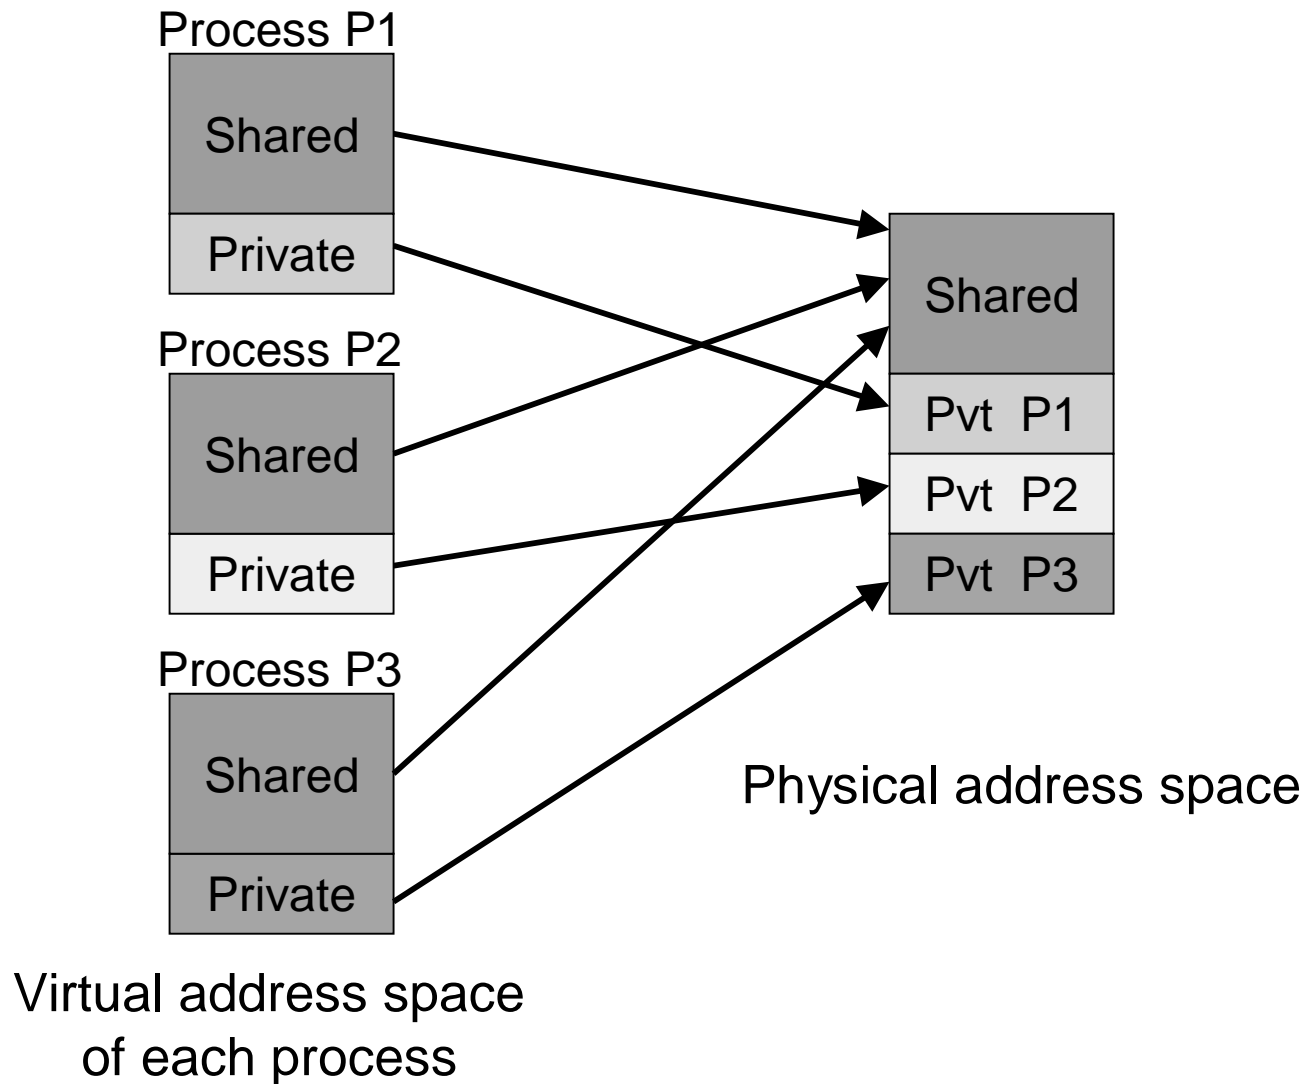 Process P1
Shared
Private
Process P2
Shared
Private
Process P3
Shared
Private
Virtual address space
of each process
Shared
Pvt P1
Pvt P2
Pvt P3
Physical address space